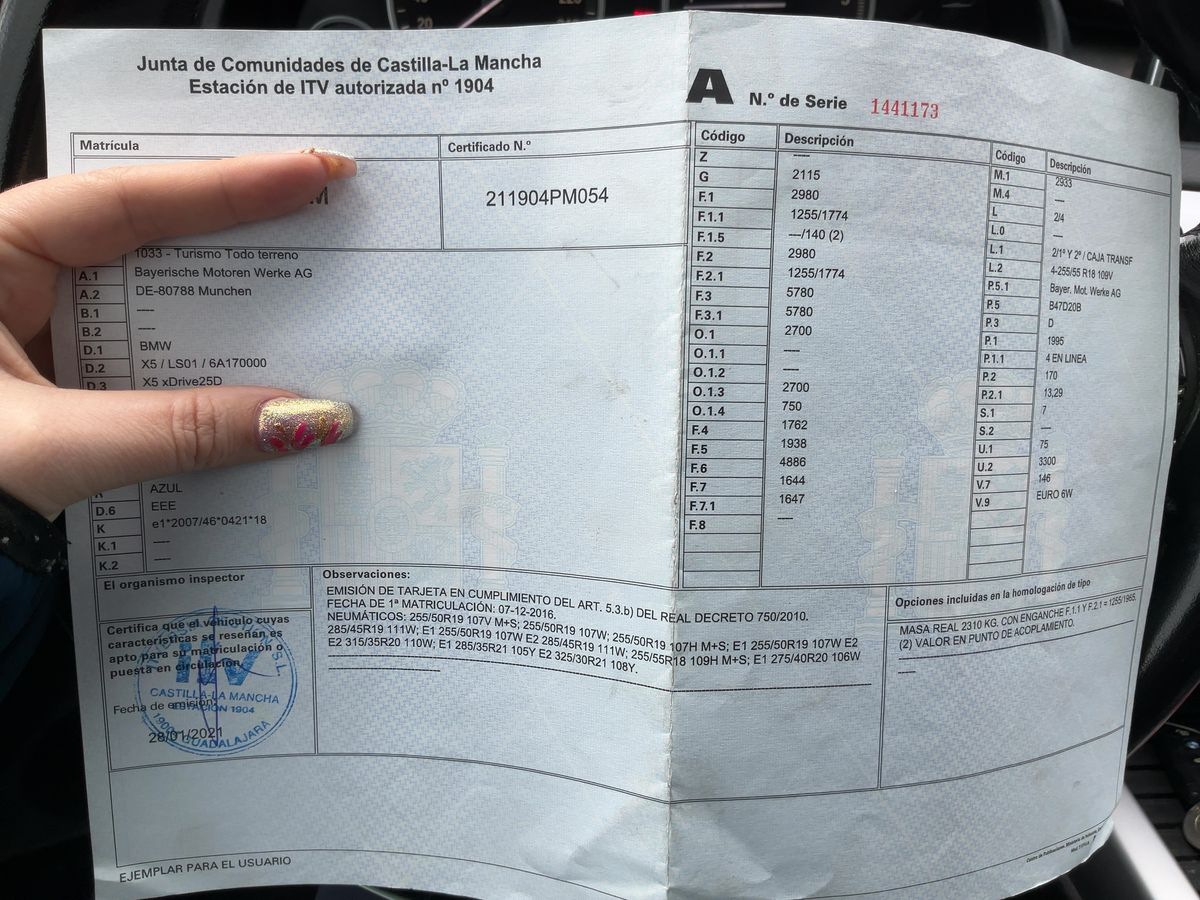 Junta de Comunidades de Castilla-La Mancha
Estación de ITV autorizada nº 1904
A N.º de Serie 1441173
Matrícula
M
Certificado N.º
211904PM054
1033 - Turismo Todo terreno
A.1 Bayerische Motoren Werke AG
A.2 DE-80788 Munchen
B.1 ----
B.2 ----
D.1 BMW
D.2 X5 / LS01 / 6A170000
D.3 X5 xDrive25D
R AZUL
D.6 EEE
K e1*2007/46*0421*18
K.1 ----
K.2 ----
Código Descripción
Z ----
G 2115
F.1 2980
F.1.1 1255/1774
F.1.5 ---/140 (2)
F.2 2980
F.2.1 1255/1774
F.3 5780
F.3.1 5780
O.1 2700
O.1.1 ----
O.1.2 ----
O.1.3 2700
O.1.4 750
F.4 1762
F.5 1938
F.6 4886
F.7 1644
F.7.1 1647
F.8 ----
Código Descripción
M.1 2933
M.4 ---
L 2/4
L.0 ---
L.1 2/1º Y 2º / CAJA TRANSF
L.2 4-255/55 R18 109V
P.5.1 Bayer. Mot. Werke AG
P.5 B47D20B
P.3 D
P.1 1995
P.1.1 4 EN LINEA
P.2 170
P.2.1 13,29
S.1 7
S.2 ---
U.1 75
U.2 3300
V.7 146
V.9 EURO 6W
El organismo inspector
Certifica que el vehículo cuyas
características se reseñan es
apto para su matriculación o
puesta en circulación.
Fecha de emisión:
28/01/2021
ITV
CASTILLA-LA MANCHA
ESTACIÓN 1904
GUADALAJARA
Observaciones:
EMISIÓN DE TARJETA EN CUMPLIMIENTO DEL ART. 5.3.b) DEL REAL DECRETO 750/2010.
FECHA DE 1ª MATRICULACIÓN: 07-12-2016.
NEUMÁTICOS: 255/50R19 107V M+S; 255/50R19 107W; 255/50R19 107H M+S; E1 255/50R19 107W E2
285/45R19 111W; E1 255/50R19 107W E2 285/45R19 111W; 255/55R18 109H M+S; E1 275/40R20 106W
E2 315/35R20 110W; E1 285/35R21 105Y E2 325/30R21 108Y.
Opciones incluidas en la homologación de tipo
MASA REAL 2310 KG. CON ENGANCHE F.1.1 Y F.2.1 = 1255/1965.
(2) VALOR EN PUNTO DE ACOPLAMIENTO.
EJEMPLAR PARA EL USUARIO